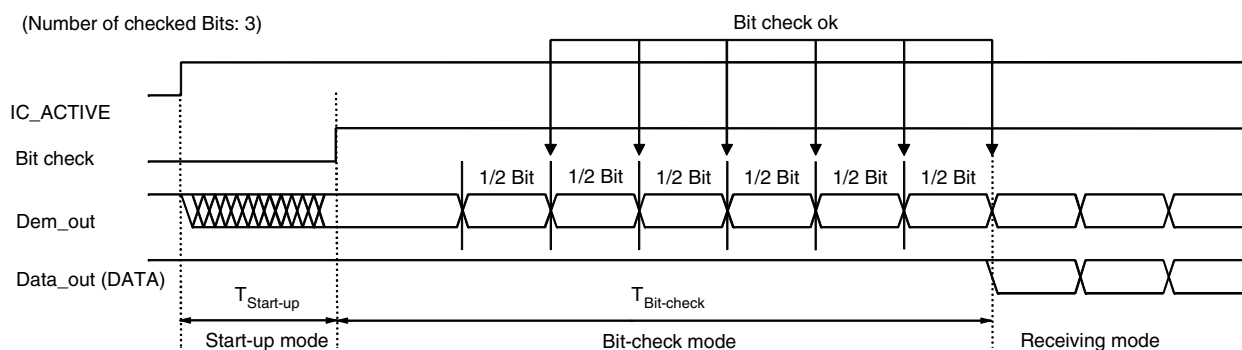 (Number of checked Bits: 3)
Bit check ok
IC_ACTIVE
Bit check
1/2 Bit 1/2 Bit 1/2 Bit 1/2 Bit 1/2 Bit 1/2 Bit
Dem_out
Data_out (DATA)
TStart-up TBit-check
Start-up mode Bit-check mode Receiving mode